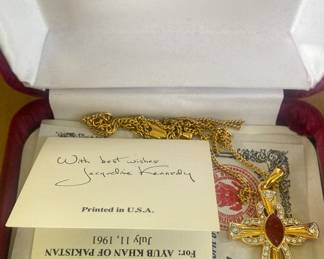 With best wishes
Jacqueline Kennedy
Printed in U.S.A.
For: AYUB KHAN OF PAKISTAN
July 11, 1961